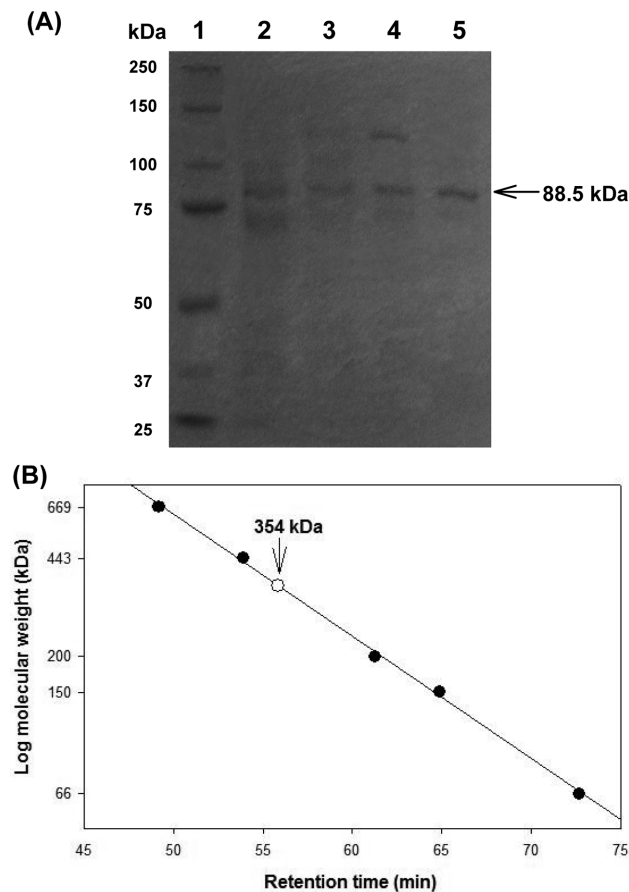 (A)
kDa 1 2 3 4 5
250
150
100
88.5 kDa
75
50
37
25
(B)
669
354 kDa
443
200
150
66
Log molecular weight (kDa)
45 50 55 60 65 70 75
Retention time (min)